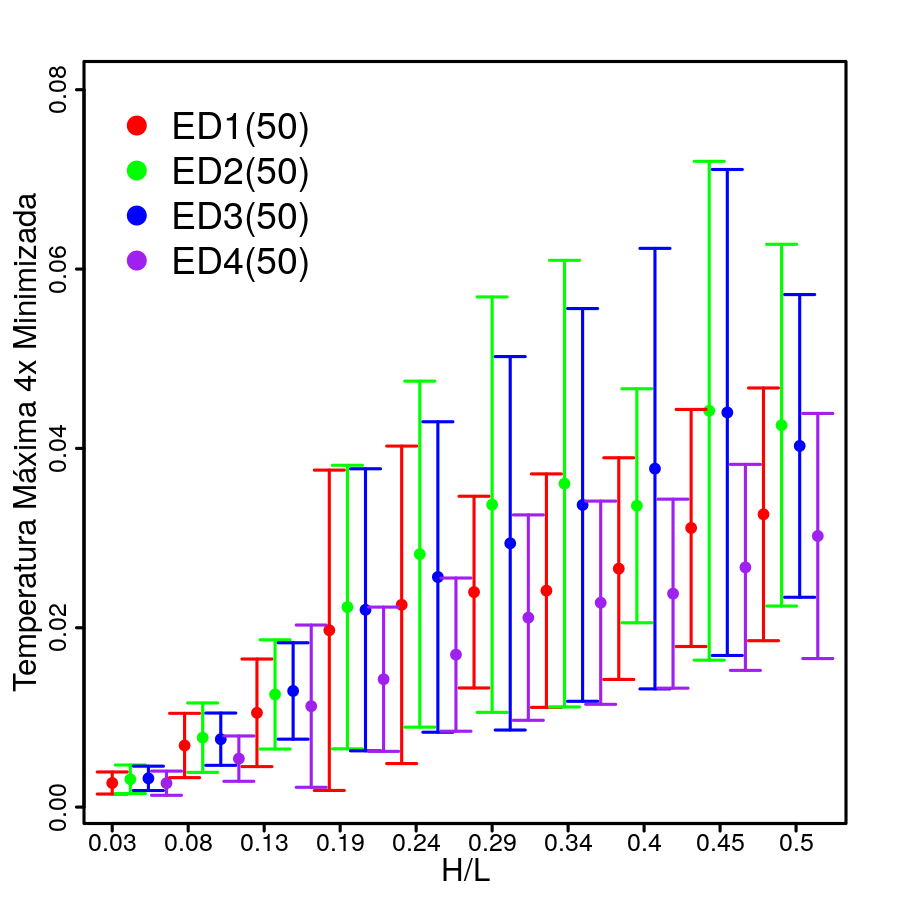 Temperatura Máxima 4x Minimizada
0.08
0.06
0.04
0.02
0.00
ED1(50)
ED2(50)
ED3(50)
ED4(50)
0.03 0.08 0.13 0.19 0.24 0.29 0.34 0.4 0.45 0.5
H/L